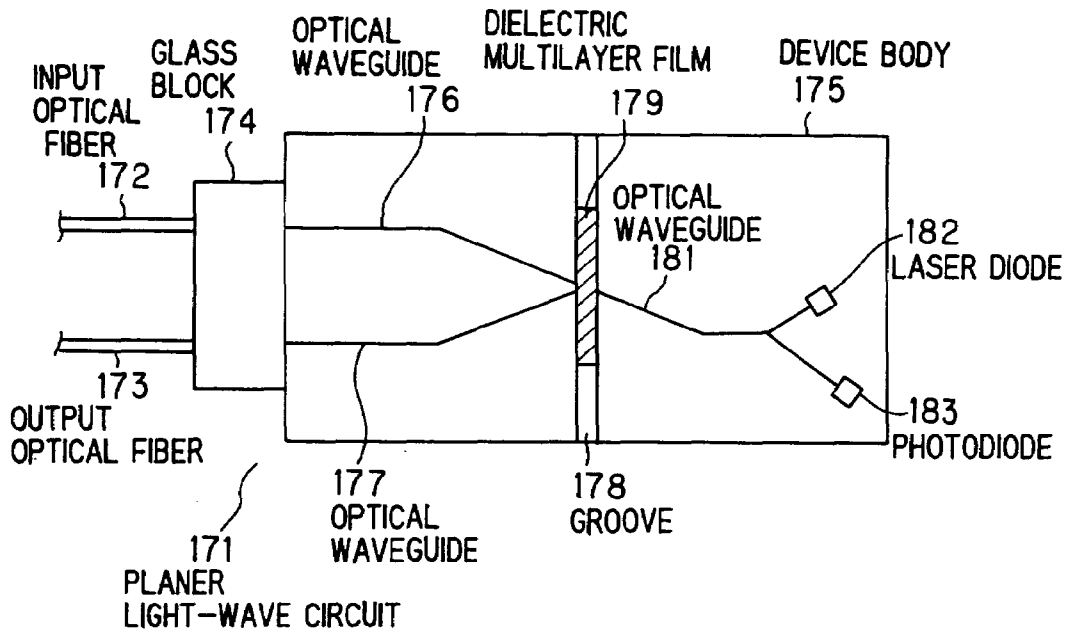 INPUT
OPTICAL
FIBER
172
GLASS
BLOCK
174
OPTICAL
WAVEGUIDE
176
DIELECTRIC
MULTILAYER FILM
179
DEVICE BODY
175
OPTICAL
WAVEGUIDE
181
182
LASER DIODE
183
PHOTODIODE
173
OUTPUT
OPTICAL FIBER
177
OPTICAL
WAVEGUIDE
178
GROOVE
171
PLANER
LIGHT-WAVE CIRCUIT